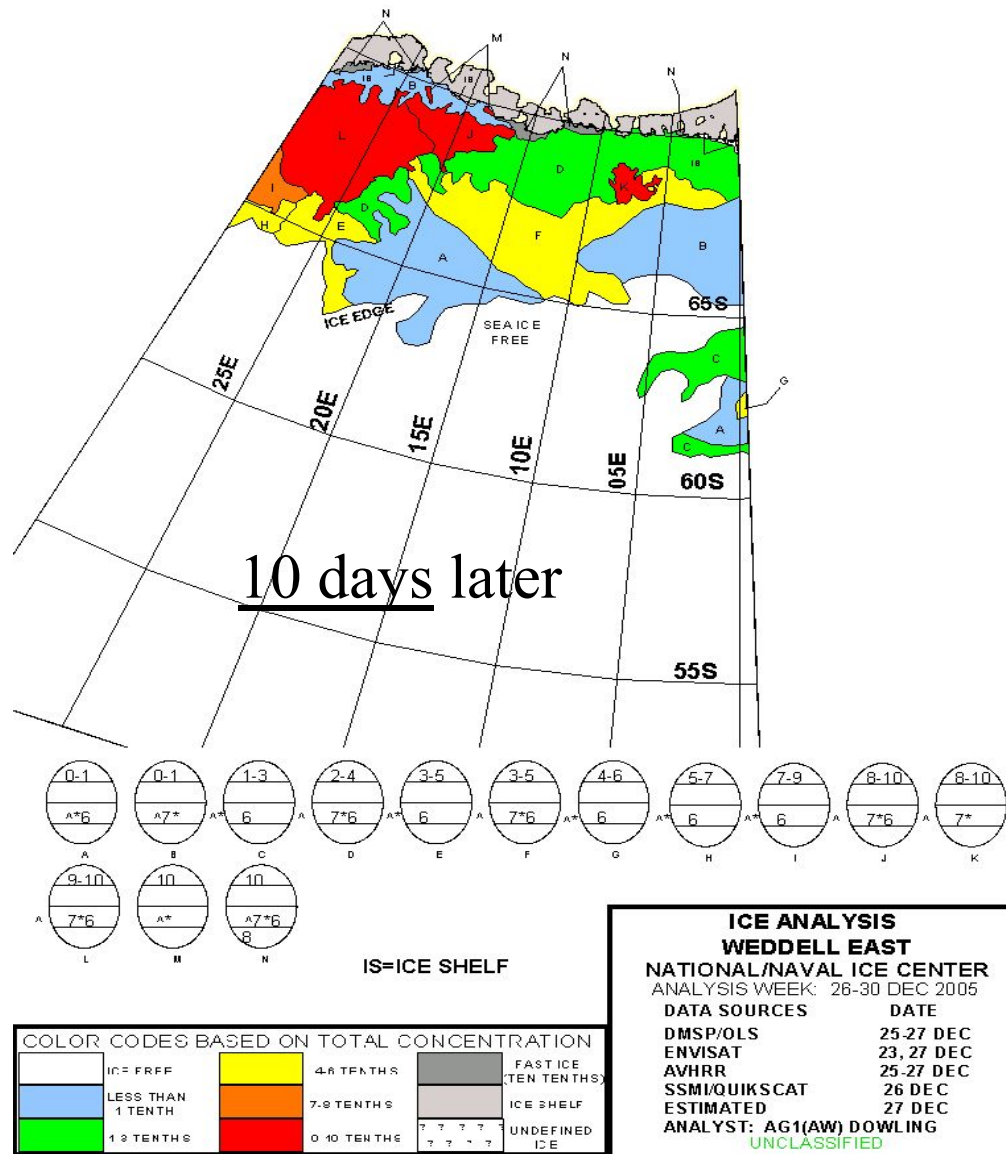 N
M
N
N
IS
B
IS
L
J
D
K
IS
I
D
H
E
F
A
B
65S
ICE EDGE
SEA ICE
FREE
C
G
25E
20E
15E
10E
05E
A
C
60S
10 days later
55S
0-1 0-1 1-3 2-4 3-5 3-5 4-6 5-7 7-9 8-10 8-10
^*6 ^7* A* 6 A 7*6 A* 6 A 7*6 A* 6 A* 6 A* 6 A 7*6 A 7*
A B C D E F G H I J K
9-10 10 10
A 7*6 ^* ^7*6
8
L M N
IS=ICE SHELF
ICE ANALYSIS
WEDDELL EAST
NATIONAL/NAVAL ICE CENTER
ANALYSIS WEEK: 26-30 DEC 2005
DATA SOURCES DATE
DMSP/OLS 25-27 DEC
ENVISAT 23, 27 DEC
AVHRR 25-27 DEC
SSMI/QUIKSCAT 26 DEC
ESTIMATED 27 DEC
ANALYST: AG1(AW) DOWLING
UNCLASSIFIED
COLOR CODES BASED ON TOTAL CONCENTRATION
ICE FREE
4-6 TENTHS
FAST ICE
(TEN TENTHS)
LESS THAN
1 TENTH
TENTHS
ICE SHELF
TENTHS
TENTHS
UNDEFINED
ICE
? ? ? ? ?
? ? ? ? ?